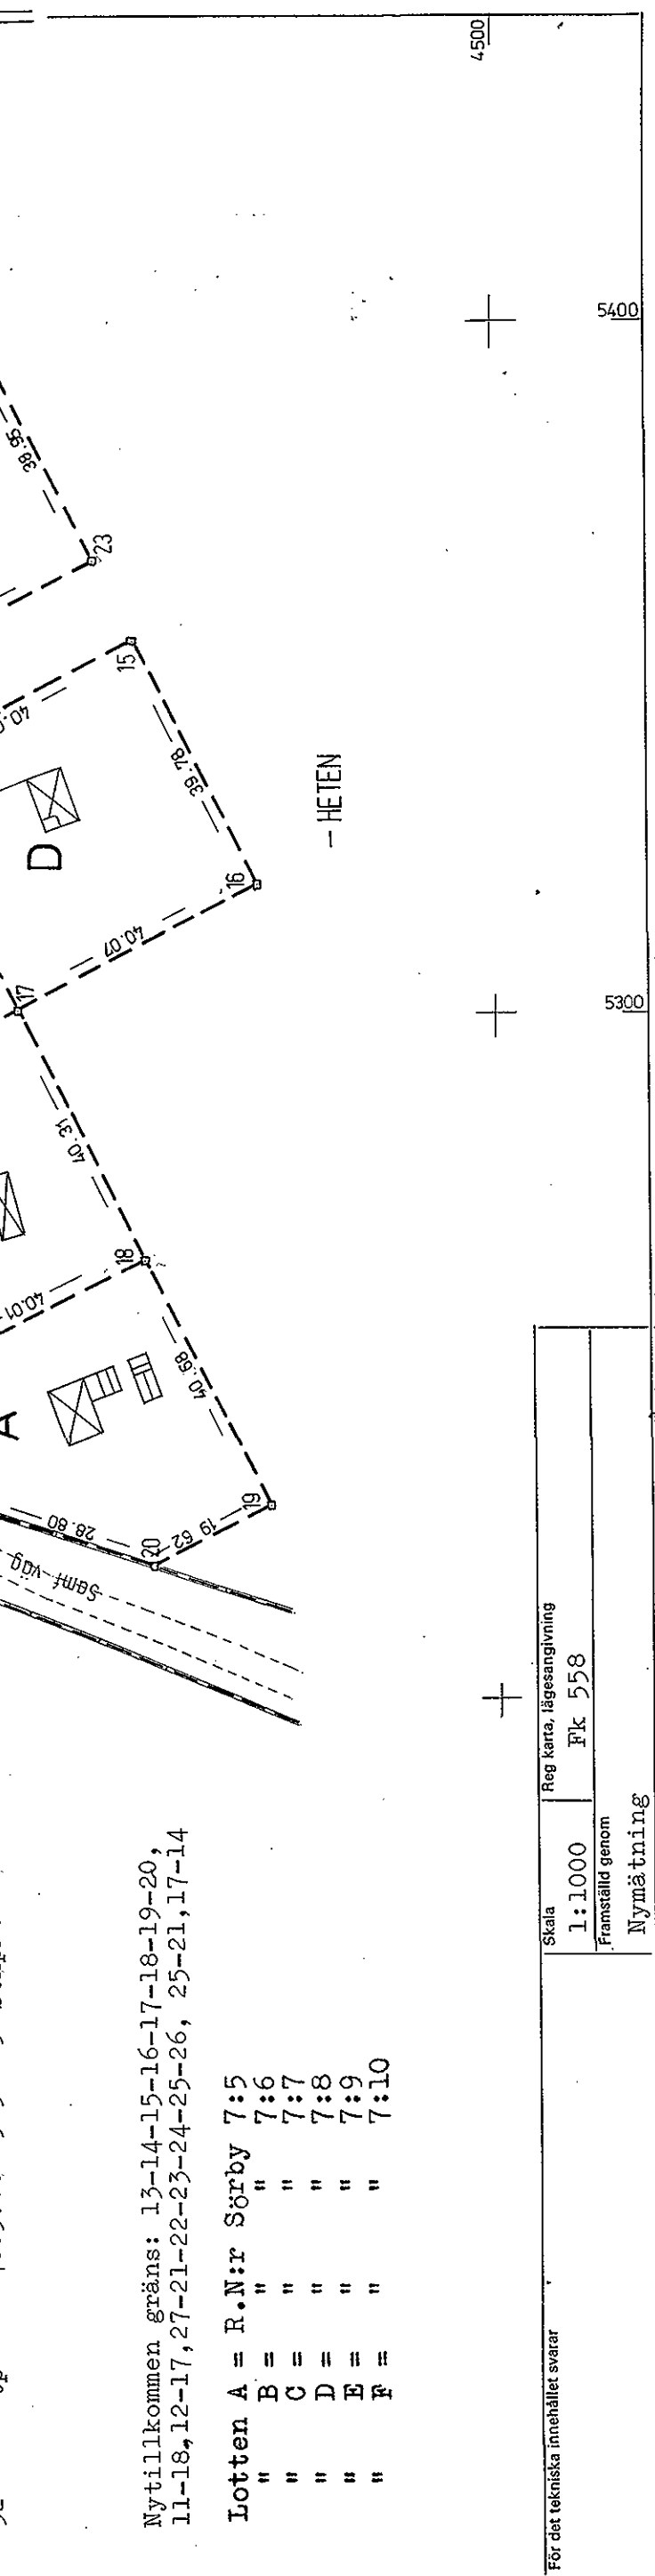 4500
5400
38.95
23
15
40.0
39.78
D
- HETEN
16
40.07
17
5300
40.31
18
40.01
A
40.68
19
28.80
20
19 62
Samf väg
Nytillkommen gräns: 13-14-15-16-17-18-19-20,
11-18,12-17,27-21-22-23-24-25-26, 25-21,17-14
Lotten A = R.N:r Sörby 7:5
" B = " " 7:6
" C = " " 7:7
" D = " " 7:8
" E = " " 7:9
" F = " " 7:10
Skala
1:1000
Reg karta, lägesangivning
Fk 558
Framställd genom
Nymätning
För det tekniska innehållet svarar